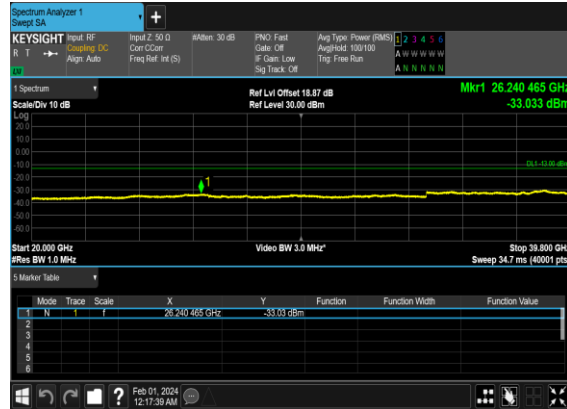 Spectrum Analyzer 1
Swept SA
+
KEYSIGHT Input: RF Input Z: 50 Ω #Atten: 30 dB PNO: Fast Avg Type: Power (RMS) 1 2 3 4 5 6
R T Coupling: DC Corr CCorr Gate: Off Avg|Hold: 100/100 A W W W W W
Align: Auto Freq Ref: Int (S) IF Gain: Low Trig: Free Run
Sig Track: Off A N N N N N
1 Spectrum Ref Lvl Offset 18.87 dB Mkr1 26.240 465 GHz
Scale/Div 10 dB Ref Level 30.00 dBm -33.033 dBm
Log
20.0
10.0
0.00
-10.0 DL1 -13.00 dBm
-20.0
-30.0 1
-40.0
-50.0
-60.0
Start 20.000 GHz Video BW 3.0 MHz* Stop 39.800 GHz
#Res BW 1.0 MHz Sweep 34.7 ms (40001 pts)
5 Marker Table
Mode Trace Scale X Y Function Function Width Function Value
1 N 1 f 26.240 465 GHz -33.03 dBm
2
3
4
5
6
? Feb 01, 2024
12:17:39 AM